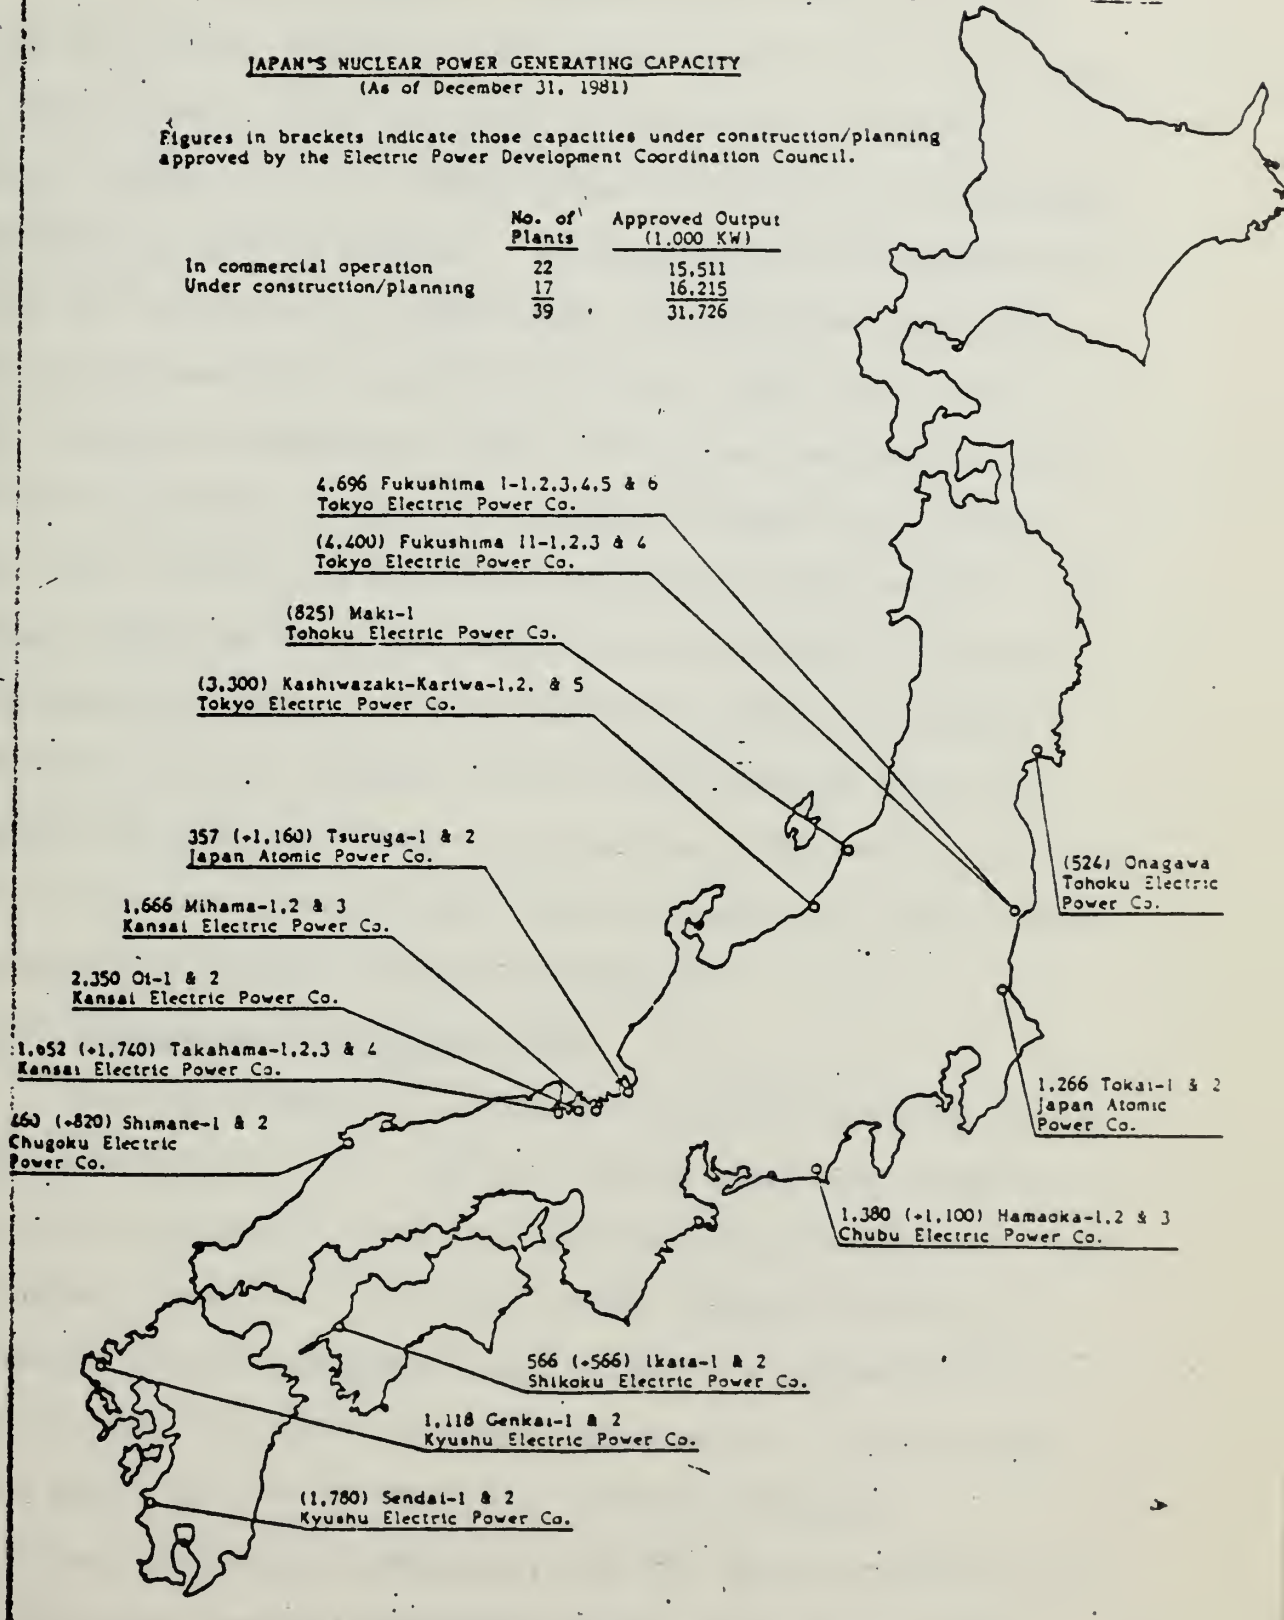 JAPAN'S NUCLEAR POWER GENERATING CAPACITY
(As of December 31, 1981)
Figures in brackets indicate those capacities under construction/planning
approved by the Electric Power Development Coordination Council.
No. of Approved Output
Plants (1,000 KW)
In commercial operation 22 15,511
Under construction/planning 17 16,215
39 31,726
4,696 Fukushima I-1,2,3,4,5 & 6
Tokyo Electric Power Co.
(4,400) Fukushima II-1,2,3 & 4
Tokyo Electric Power Co.
(825) Maki-1
Tohoku Electric Power Co.
(3,300) Kashiwazaki-Kariwa-1,2, & 5
Tokyo Electric Power Co.
357 (+1,160) Tsuruga-1 & 2
Japan Atomic Power Co.
(524) Onagawa
Tohoku Electric
Power Co.
1,666 Mihama-1,2 & 3
Kansai Electric Power Co.
2,350 Oi-1 & 2
Kansai Electric Power Co.
1,652 (+1,740) Takahama-1,2,3 & 4
Kansai Electric Power Co.
1,266 Tokai-1 & 2
Japan Atomic
Power Co.
460 (+820) Shimane-1 & 2
Chugoku Electric
Power Co.
1,380 (+1,100) Hamaoka-1,2 & 3
Chubu Electric Power Co.
566 (+566) Ikata-1 & 2
Shikoku Electric Power Co.
1,118 Genkai-1 & 2
Kyushu Electric Power Co.
(1,780) Sendai-1 & 2
Kyushu Electric Power Co.